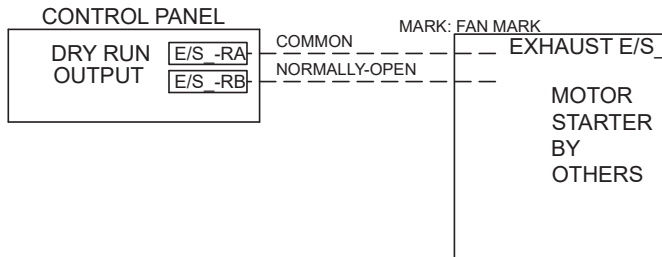 CONTROL PANEL
MARK: FAN MARK
DRY RUN OUTPUT
E/S_-RA
COMMON
EXHAUST E/S_
E/S_-RB
NORMALLY-OPEN
MOTOR
STARTER
BY
OTHERS